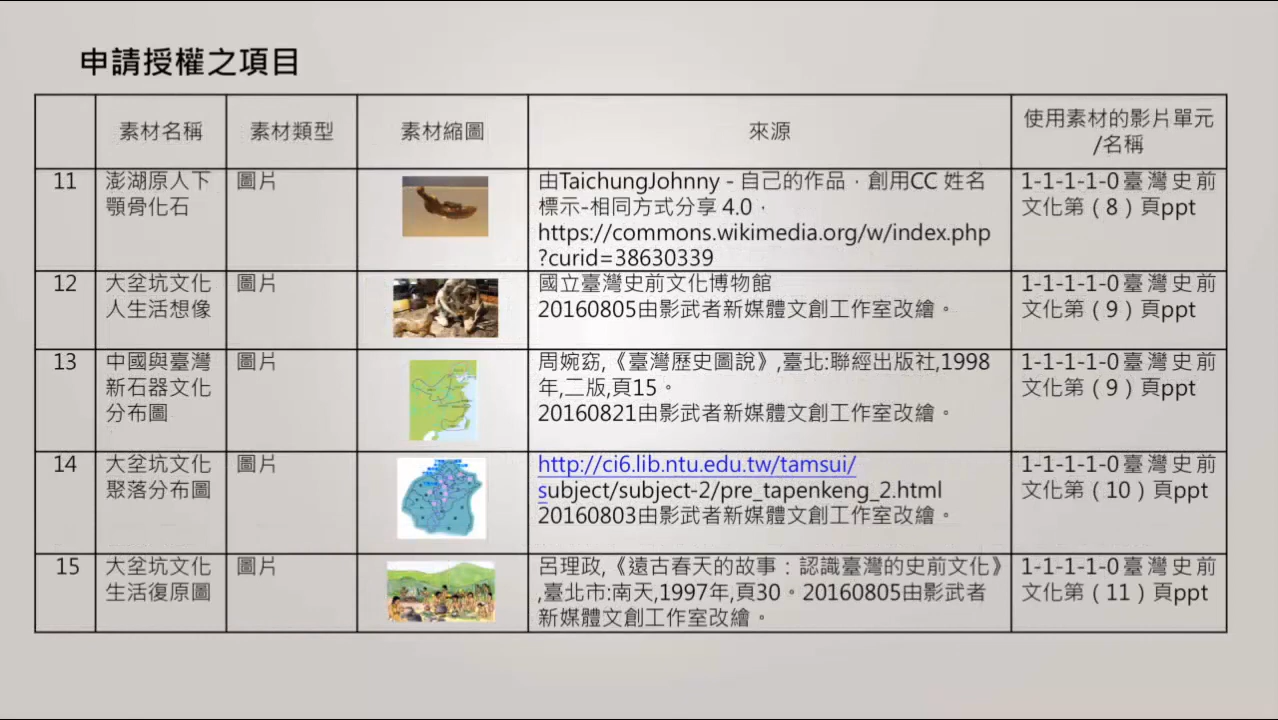 申請授權之項目
素材名稱
素材類型
素材縮圖
來源
使用素材的影片單元
/名稱
11
澎湖原人下
顎骨化石
圖片
由TaichungJohnny - 自己的作品，創用CC 姓名
標示-相同方式分享 4.0，
https://commons.wikimedia.org/w/index.php
?curid=38630339
1-1-1-1-0臺灣史前
文化第（8）頁ppt
12
大坌坑文化
人生活想像
圖片
國立臺灣史前文化博物館
20160805由影武者新媒體文創工作室改繪。
1-1-1-1-0臺灣史前
文化第（9）頁ppt
13
中國與臺灣
新石器文化
分布圖
圖片
周婉窈,《臺灣歷史圖說》,臺北:聯經出版社,1998
年,二版,頁15。
20160821由影武者新媒體文創工作室改繪。
1-1-1-1-0臺灣史前
文化第（9）頁ppt
14
大坌坑文化
聚落分布圖
圖片
http://ci6.lib.ntu.edu.tw/tamsui/
subject/subject-2/pre_tapenkeng_2.html
20160803由影武者新媒體文創工作室改繪。
1-1-1-1-0臺灣史前
文化第（10）頁ppt
15
大坌坑文化
生活復原圖
圖片
呂理政,《遠古春天的故事：認識臺灣的史前文化》
,臺北市:南天,1997年,頁30。20160805由影武者
新媒體文創工作室改繪。
1-1-1-1-0臺灣史前
文化第（11）頁ppt